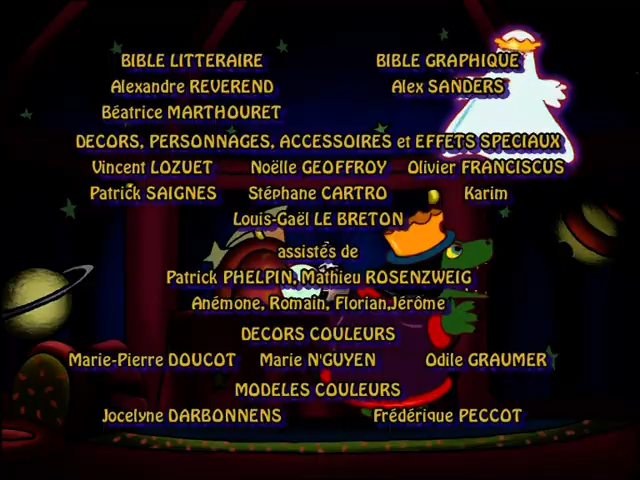 BIBLE LITTERAIRE BIBLE GRAPHIQUE
Alexandre REVEREND Alex SANDERS
Béatrice MARTHOURET
DECORS, PERSONNAGES, ACCESSOIRES et EFFETS SPECIAUX
Vincent LOZUET Noëlle GEOFFROY Olivier FRANCISCUS
Patrick SAIGNES Stéphane CARTRO Karim
Louis-Gaël LE BRETON
assistés de
Patrick PHELPIN, Mathieu ROSENZWEIG
Anémone, Romain, Florian,Jérôme
DECORS COULEURS
Marie-Pierre DOUCOT Marie N'GUYEN Odile GRAUMER
MODELES COULEURS
Jocelyne DARBONNENS Frédérique PECCOT